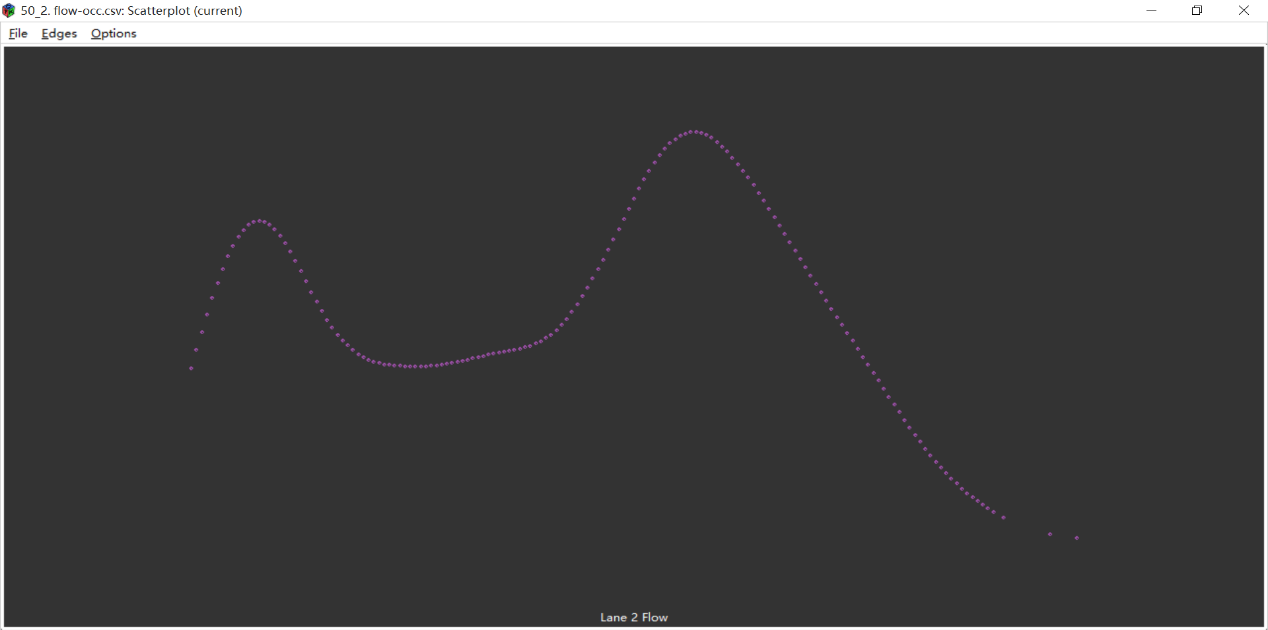 50_2. flow-occ.csv: Scatterplot (current)
File Edges Options
Lane 2 Flow